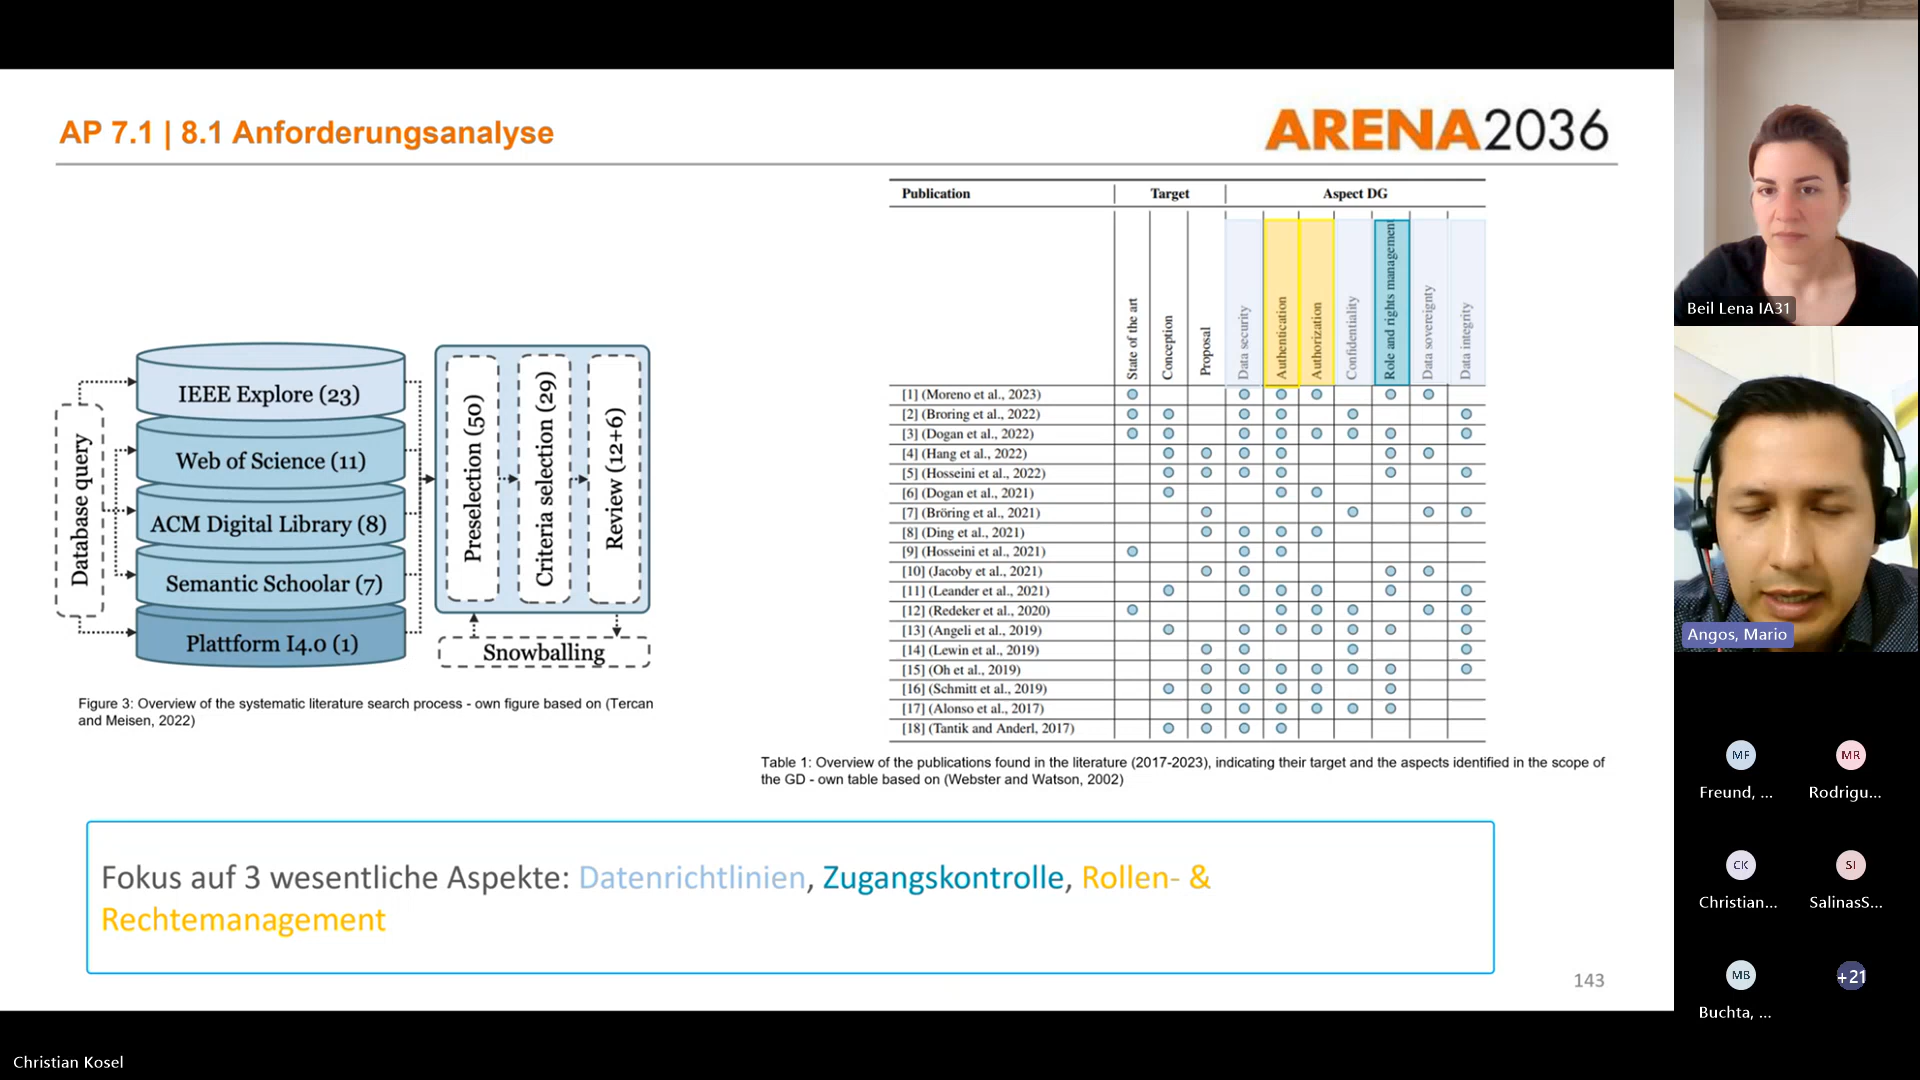 AP 7.1 | 8.1 Anforderungsanalyse
ARENA2036
Database query
IEEE Explore (23)
Web of Science (11)
ACM Digital Library (8)
Semantic Schoolar (7)
Plattform I4.0 (1)
Preselection (50)
Criteria selection (29)
Review (12+6)
Snowballing
Figure 3: Overview of the systematic literature search process - own figure based on (Tercan
and Meisen, 2022)
Publication Target Aspect DG
State of the art
Conception
Proposal
Data security
Authentication
Authorization
Confidentiality
Role and rights management
Data sovereignty
Data integrity
[1] (Moreno et al., 2023)
[2] (Broring et al., 2022)
[3] (Dogan et al., 2022)
[4] (Hang et al., 2022)
[5] (Hosseini et al., 2022)
[6] (Dogan et al., 2021)
[7] (Bröring et al., 2021)
[8] (Ding et al., 2021)
[9] (Hosseini et al., 2021)
[10] (Jacoby et al., 2021)
[11] (Leander et al., 2021)
[12] (Redeker et al., 2020)
[13] (Angeli et al., 2019)
[14] (Lewin et al., 2019)
[15] (Oh et al., 2019)
[16] (Schmitt et al., 2019)
[17] (Alonso et al., 2017)
[18] (Tantik and Anderl, 2017)
Table 1: Overview of the publications found in the literature (2017-2023), indicating their target and the aspects identified in the scope of
the GD - own table based on (Webster and Watson, 2002)
Fokus auf 3 wesentliche Aspekte: Datenrichtlinien, Zugangskontrolle, Rollen- &
Rechtemanagement
143
Christian Kosel
Beil Lena IA31
Angos, Mario
MF
Freund, ...
MR
Rodrigu...
CK
Christian...
SI
SalinasS...
MB
Buchta, ...
+21